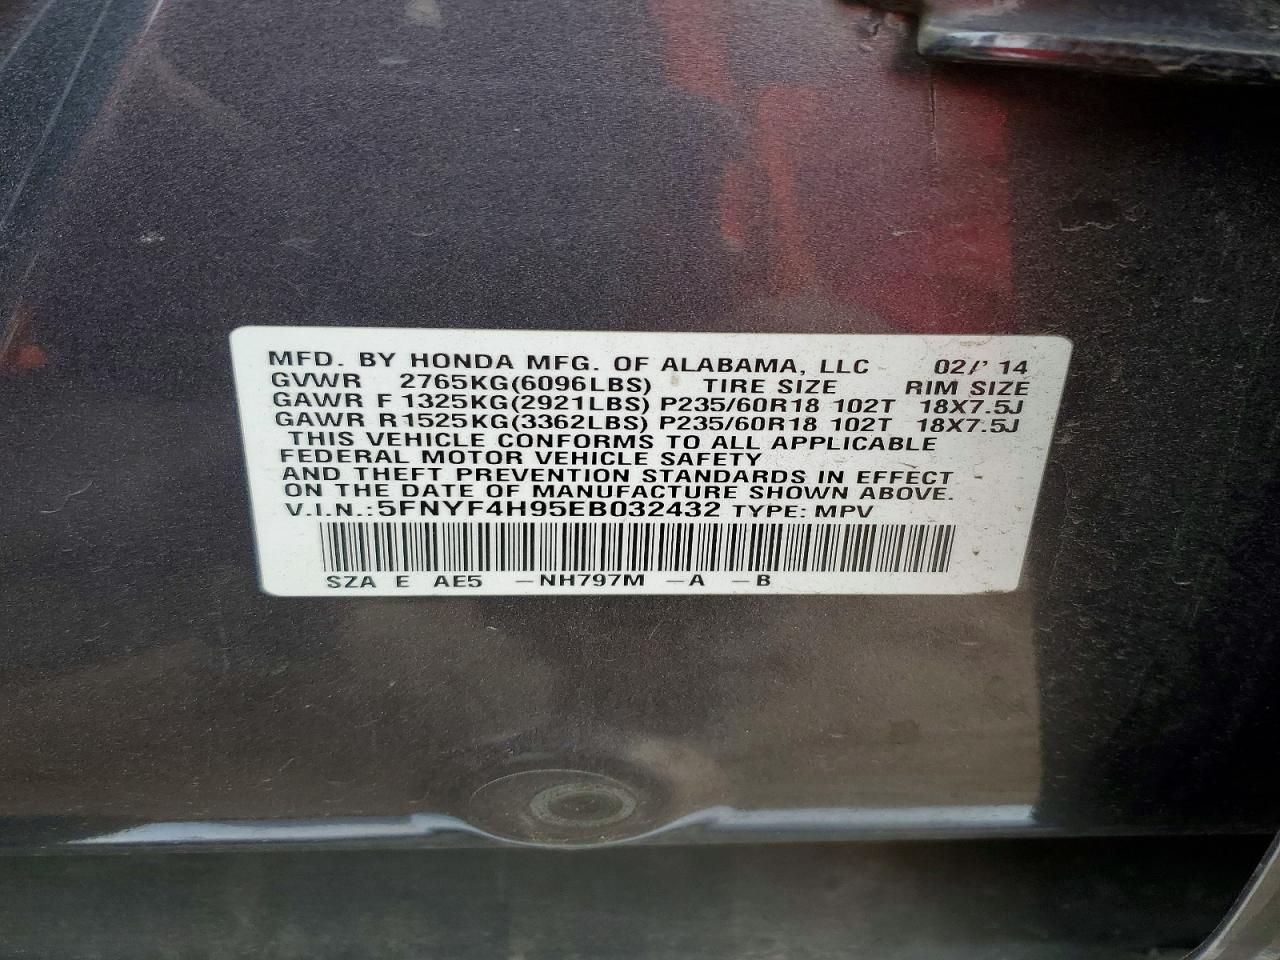 MFD. BY HONDA MFG. OF ALABAMA, LLC 02/' 14
GVWR 2765KG(6096LBS) TIRE SIZE RIM SIZE
GAWR F 1325KG(2921LBS) P235/60R18 102T 18X7.5J
GAWR R1525KG(3362LBS) P235/60R18 102T 18X7.5J
THIS VEHICLE CONFORMS TO ALL APPLICABLE
FEDERAL MOTOR VEHICLE SAFETY
AND THEFT PREVENTION STANDARDS IN EFFECT
ON THE DATE OF MANUFACTURE SHOWN ABOVE.
V.I.N.:5FNYF4H95EB032432 TYPE: MPV
SZA E AE5 -NH797M -A -B